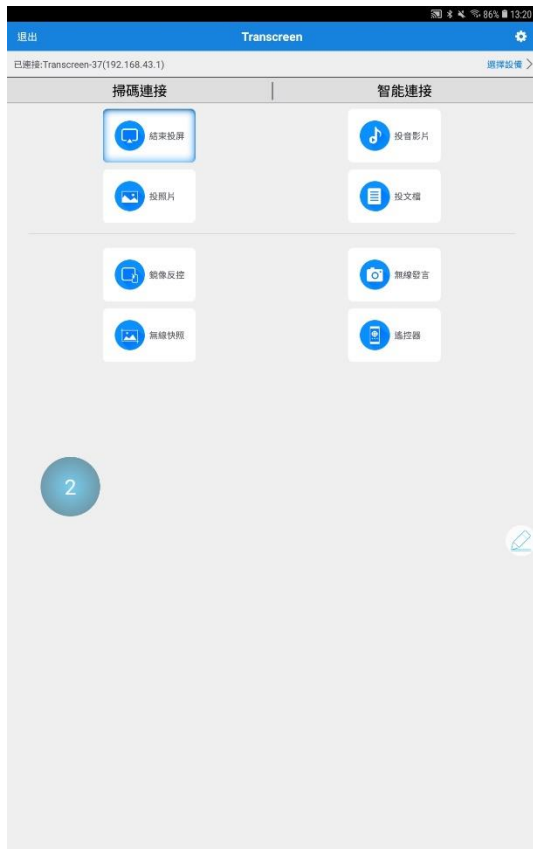 86% 13:20
退出 Transcreen
已連接:Transcreen-37(192.168.43.1) 選擇設備
掃碼連接 | 智能連接
結束投屏 投音影片
投照片 投文檔
鏡像反控 無線發言
無線快照 遙控器
2